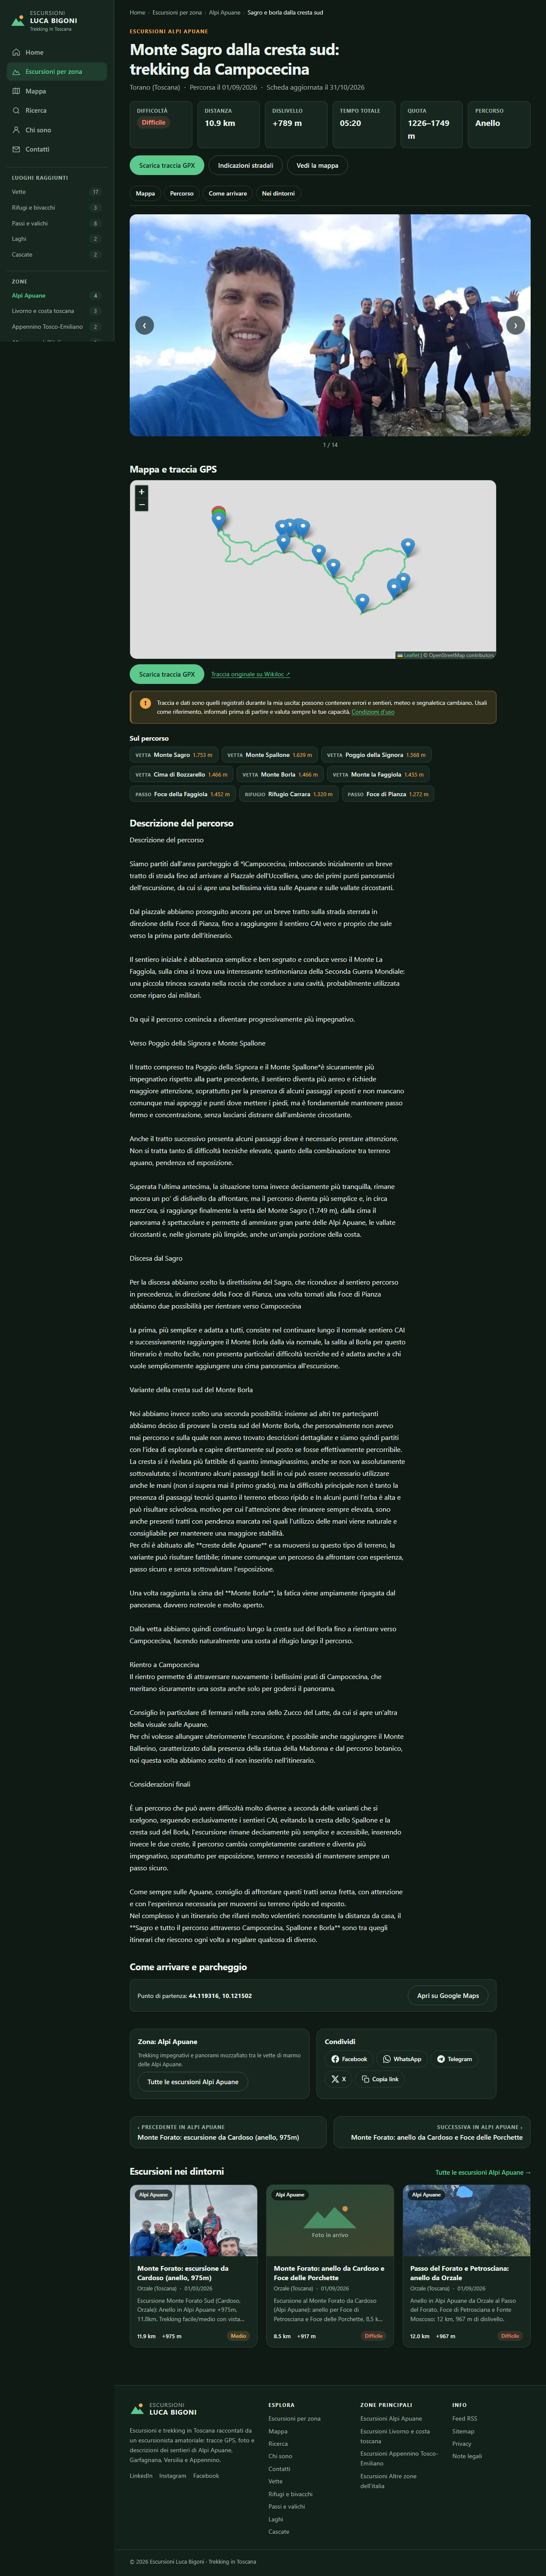 ESCURSIONI
LUCA BIGONI
Trekking in Toscana
Home
Escursioni per zona
Mappa
Ricerca
Chi sono
Contatti
LUOGHI RAGGIUNTI
Vette 17
Rifugi e bivacchi 3
Passi e valichi 8
Laghi 2
Cascate 2
ZONE
Alpi Apuane 4
Livorno e costa toscana 3
Appennino Tosco-Emiliano 2
Home › Escursioni per zona › Alpi Apuane › Sagro e borla dalla cresta sud
ESCURSIONI ALPI APUANE
Monte Sagro dalla cresta sud:
trekking da Campocecina
Torano (Toscana) · Percorsa il 01/09/2026 · Scheda aggiornata il 31/10/2026
DIFFICOLTÀ
Difficile
DISTANZA
10.9 km
DISLIVELLO
+789 m
TEMPO TOTALE
05:20
QUOTA
1226–1749
m
PERCORSO
Anello
Scarica traccia GPX
Indicazioni stradali
Vedi la mappa
Mappa
Percorso
Come arrivare
Nei dintorni
‹
›
1 / 14
Mappa e traccia GPS
+
−
Leaflet | © OpenStreetMap contributors
Scarica traccia GPX
Traccia originale su Wikiloc ↗
! Traccia e dati sono quelli registrati durante la mia uscita: possono contenere errori e sentieri, meteo e segnaletica cambiano. Usali
come riferimento, informati prima di partire e valuta sempre le tue capacità. Condizioni d'uso
Sul percorso
VETTA Monte Sagro 1.753 m
VETTA Monte Spallone 1.639 m
VETTA Poggio della Signora 1.568 m
VETTA Cima di Bozzarello 1.466 m
VETTA Monte Borla 1.466 m
VETTA Monte la Faggiola 1.455 m
PASSO Foce della Faggiola 1.452 m
RIFUGIO Rifugio Carrara 1.320 m
PASSO Foce di Pianza 1.272 m
Descrizione del percorso
Descrizione del percorso
Siamo partiti dall'area parcheggio di *iCampocecina, imboccando inizialmente un breve
tratto di strada fino ad arrivare al Piazzale dell'Uccelliera, uno dei primi punti panoramici
dell'escursione, da cui si apre una bellissima vista sulle Apuane e sulle vallate circostanti.
Dal piazzale abbiamo proseguito ancora per un breve tratto sulla strada sterrata in
direzione della Foce di Pianza, fino a raggiungere il sentiero CAI vero e proprio che sale
verso la prima parte dell'itinerario.
Il sentiero iniziale è abbastanza semplice e ben segnato e conduce verso il Monte La
Faggiola, sulla cima si trova una interessante testimonianza della Seconda Guerra Mondiale:
una piccola trincea scavata nella roccia che conduce a una cavità, probabilmente utilizzata
come riparo dai militari.
Da qui il percorso comincia a diventare progressivamente più impegnativo.
Verso Poggio della Signora e Monte Spallone
Il tratto compreso tra Poggio della Signora e il Monte Spallone*è sicuramente più
impegnativo rispetto alla parte precedente, il sentiero diventa più aereo e richiede
maggiore attenzione, soprattutto per la presenza di alcuni passaggi esposti e non mancano
comunque mai appoggi e punti dove mettere i piedi, ma è fondamentale mantenere passo
fermo e concentrazione, senza lasciarsi distrarre dall'ambiente circostante.
Anche il tratto successivo presenta alcuni passaggi dove è necessario prestare attenzione.
Non si tratta tanto di difficoltà tecniche elevate, quanto della combinazione tra terreno
apuano, pendenza ed esposizione.
Superata l'ultima antecima, la situazione torna invece decisamente più tranquilla, rimane
ancora un po' di dislivello da affrontare, ma il percorso diventa più semplice e, in circa
mezz'ora, si raggiunge finalmente la vetta del Monte Sagro (1.749 m), dalla cima il
panorama è spettacolare e permette di ammirare gran parte delle Alpi Apuane, le vallate
circostanti e, nelle giornate più limpide, anche un'ampia porzione della costa.
Discesa dal Sagro
Per la discesa abbiamo scelto la direttissima del Sagro, che riconduce al sentiero percorso
in precedenza, in direzione della Foce di Pianza, una volta tornati alla Foce di Pianza
abbiamo due possibilità per rientrare verso Campocecina
La prima, più semplice e adatta a tutti, consiste nel continuare lungo il normale sentiero CAI
e successivamente raggiungere il Monte Borla dalla via normale, la salita al Borla per questo
itinerario è molto facile, non presenta particolari difficoltà tecniche ed è adatta anche a chi
vuole semplicemente aggiungere una cima panoramica all'escursione.
Variante della cresta sud del Monte Borla
Noi abbiamo invece scelto una seconda possibilità: insieme ad altri tre partecipanti
abbiamo deciso di provare la cresta sud del Monte Borla, che personalmente non avevo
mai percorso e sulla quale non avevo trovato descrizioni dettagliate e siamo quindi partiti
con l'idea di esplorarla e capire direttamente sul posto se fosse effettivamente percorribile.
La cresta si è rivelata più fattibile di quanto immaginassimo, anche se non va assolutamente
sottovalutata; si incontrano alcuni passaggi facili in cui può essere necessario utilizzare
anche le mani (non si supera mai il primo grado), ma la difficoltà principale non è tanto la
presenza di passaggi tecnici quanto il terreno erboso ripido e In alcuni punti l'erba è alta e
può risultare scivolosa, motivo per cui l'attenzione deve rimanere sempre elevata, sono
anche presenti tratti con pendenza marcata nei quali l'utilizzo delle mani viene naturale e
consigliabile per mantenere una maggiore stabilità.
Per chi è abituato alle **creste delle Apuane** e sa muoversi su questo tipo di terreno, la
variante può risultare fattibile; rimane comunque un percorso da affrontare con esperienza,
passo sicuro e senza sottovalutare l'esposizione.
Una volta raggiunta la cima del **Monte Borla**, la fatica viene ampiamente ripagata dal
panorama, davvero notevole e molto aperto.
Dalla vetta abbiamo quindi continuato lungo la cresta sud del Borla fino a rientrare verso
Campocecina, facendo naturalmente una sosta al rifugio lungo il percorso.
Rientro a Campocecina
Il rientro permette di attraversare nuovamente i bellissimi prati di Campocecina, che
meritano sicuramente una sosta anche solo per godersi il panorama.
Consiglio in particolare di fermarsi nella zona dello Zucco del Latte, da cui si apre un'altra
bella visuale sulle Apuane.
Per chi volesse allungare ulteriormente l'escursione, è possibile anche raggiungere il Monte
Ballerino, caratterizzato dalla presenza della statua della Madonna e dal percorso botanico,
noi questa volta abbiamo scelto di non inserirlo nell'itinerario.
Considerazioni finali
È un percorso che può avere difficoltà molto diverse a seconda delle varianti che si
scelgono, seguendo esclusivamente i sentieri CAI, evitando la cresta dello Spallone e la
cresta sud del Borla, l'escursione rimane decisamente più semplice e accessibile, inserendo
invece le due creste, il percorso cambia completamente carattere e diventa più
impegnativo, soprattutto per esposizione, terreno e necessità di mantenere sempre un
passo sicuro.
Come sempre sulle Apuane, consiglio di affrontare questi tratti senza fretta, con attenzione
e con l'esperienza necessaria per muoversi su terreno ripido ed esposto.
Nel complesso è un itinerario che rifarei molto volentieri: nonostante la distanza da casa, il
**Sagro e tutto il percorso attraverso Campocecina, Spallone e Borla** sono tra quegli
itinerari che riescono ogni volta a regalare qualcosa di diverso.
Come arrivare e parcheggio
Punto di partenza: 44.119316, 10.121502
Apri su Google Maps
Zona: Alpi Apuane
Trekking impegnativi e panorami mozzafiato tra le vette di marmo
delle Alpi Apuane.
Tutte le escursioni Alpi Apuane
Condividi
Facebook
WhatsApp
Telegram
X
Copia link
‹ PRECEDENTE IN ALPI APUANE
Monte Forato: escursione da Cardoso (anello, 975m)
SUCCESSIVA IN ALPI APUANE ›
Monte Forato: anello da Cardoso e Foce delle Porchette
Escursioni nei dintorni
Tutte le escursioni Alpi Apuane →
Alpi Apuane
Monte Forato: escursione da
Cardoso (anello, 975m)
Orzale (Toscana) · 01/03/2026
Escursione Monte Forato Sud (Cardoso,
Orzale): Anello in Alpi Apuane +975m,
11.8km. Trekking facile/medio con vista…
11.9 km +975 m Medio
Alpi Apuane
Foto in arrivo
Monte Forato: anello da Cardoso e
Foce delle Porchette
Orzale (Toscana) · 01/09/2026
Escursione al Monte Forato da Cardoso
(Alpi Apuane): anello per Foce di
Petrosciana e Foce delle Porchette, 8,5 k…
8.5 km +917 m Difficile
Alpi Apuane
Passo del Forato e Petrosciana:
anello da Orzale
Orzale (Toscana) · 01/09/2026
Anello in Alpi Apuane da Orzale al Passo
del Forato, Foce di Petrosciana e Fonte
Moscoso: 12 km, 967 m di dislivello.
12.0 km +967 m Difficile
ESCURSIONI
LUCA BIGONI
Escursioni e trekking in Toscana raccontati da
un escursionista amatoriale: tracce GPS, foto e
descrizioni dei sentieri di Alpi Apuane,
Garfagnana, Versilia e Appennino.
LinkedIn Instagram Facebook
ESPLORA
Escursioni per zona
Mappa
Ricerca
Chi sono
Contatti
Vette
Rifugi e bivacchi
Passi e valichi
Laghi
Cascate
ZONE PRINCIPALI
Escursioni Alpi Apuane
Escursioni Livorno e costa
toscana
Escursioni Appennino Tosco-
Emiliano
Escursioni Altre zone
dell'Italia
INFO
Feed RSS
Sitemap
Privacy
Note legali
© 2026 Escursioni Luca Bigoni · Trekking in Toscana